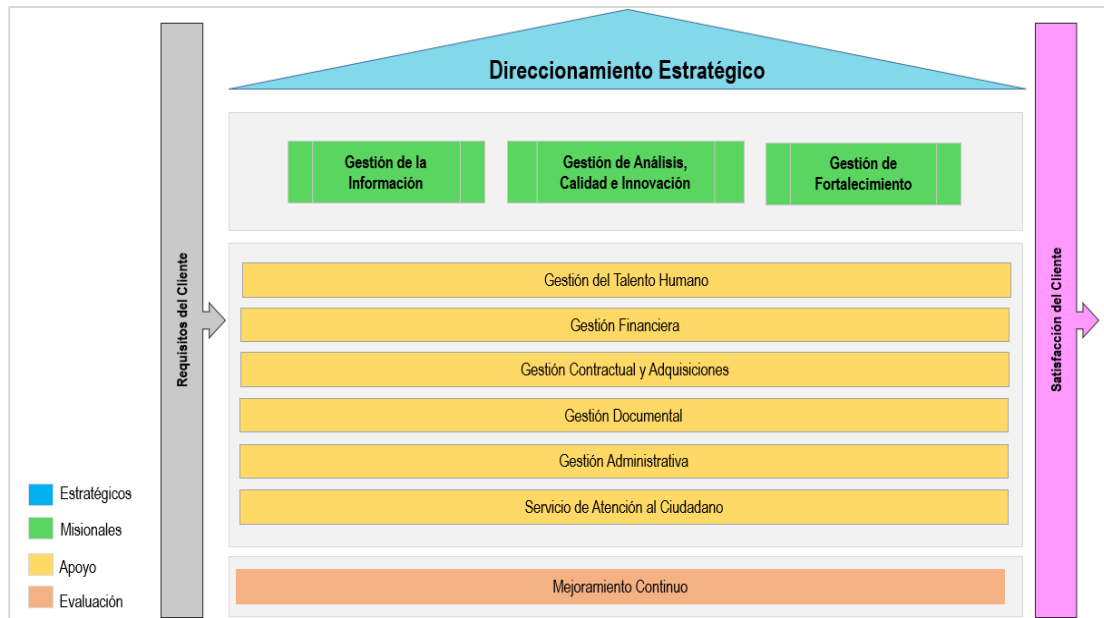 Direccionamiento Estratégico
Gestión de la
Información
Gestión de Análisis,
Calidad e Innovación
Gestión de
Fortalecimiento
Requisitos del Cliente
Gestión del Talento Humano
Gestión Financiera
Gestión Contractual y Adquisiciones
Gestión Documental
Gestión Administrativa
Servicio de Atención al Ciudadano
Mejoramiento Continuo
Satisfacción del Cliente
Estratégicos
Misionales
Apoyo
Evaluación